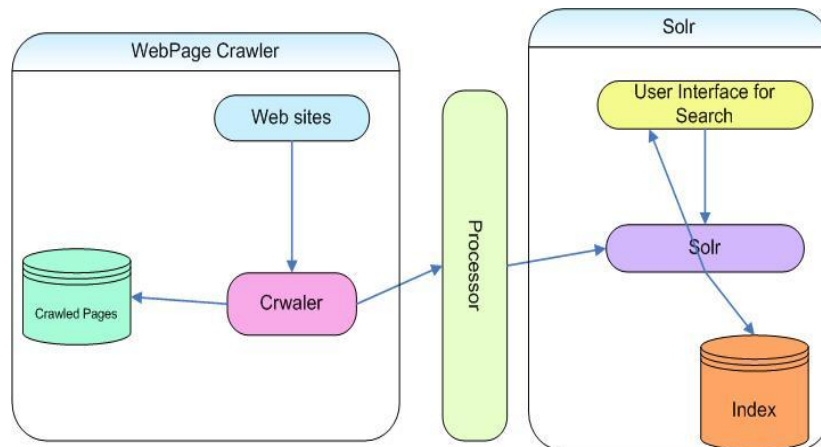 WebPage Crawler
Web sites
Crawled Pages
Crwaler
Processor
Solr
User Interface for
Search
Solr
Index